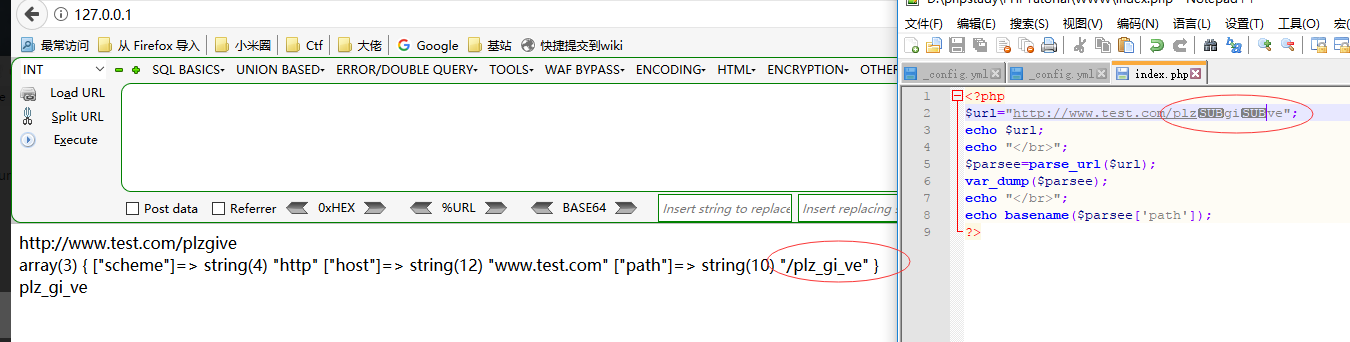 127.0.0.1
最常访问 从 Firefox 导入 小米圈 Ctf 大佬 Google 基站 快捷提交到wiki
INT SQL BASICS UNION BASED ERROR/DOUBLE QUERY TOOLS WAF BYPASS ENCODING HTML ENCRYPTION OTHER
Load URL
Split URL
Execute
Post data Referrer 0xHEX %URL BASE64 Insert string to replace Insert replacing
http://www.test.com/plzgive
array(3) { ["scheme"]=> string(4) "http" ["host"]=> string(12) "www.test.com" ["path"]=> string(10) "/plz_gi_ve" }
plz_gi_ve
文件(F) 编辑(E) 搜索(S) 视图(V) 编码(N) 语言(L) 设置(T) 工具(O) 宏(
_config.yml _config.yml index.php
1 <?php
2 $url="http://www.test.com/plzSUBgiSUBve";
3 echo $url;
4 echo "</br>";
5 $parsee=parse_url($url);
6 var_dump($parsee);
7 echo "</br>";
8 echo basename($parsee['path']);
9 ?>